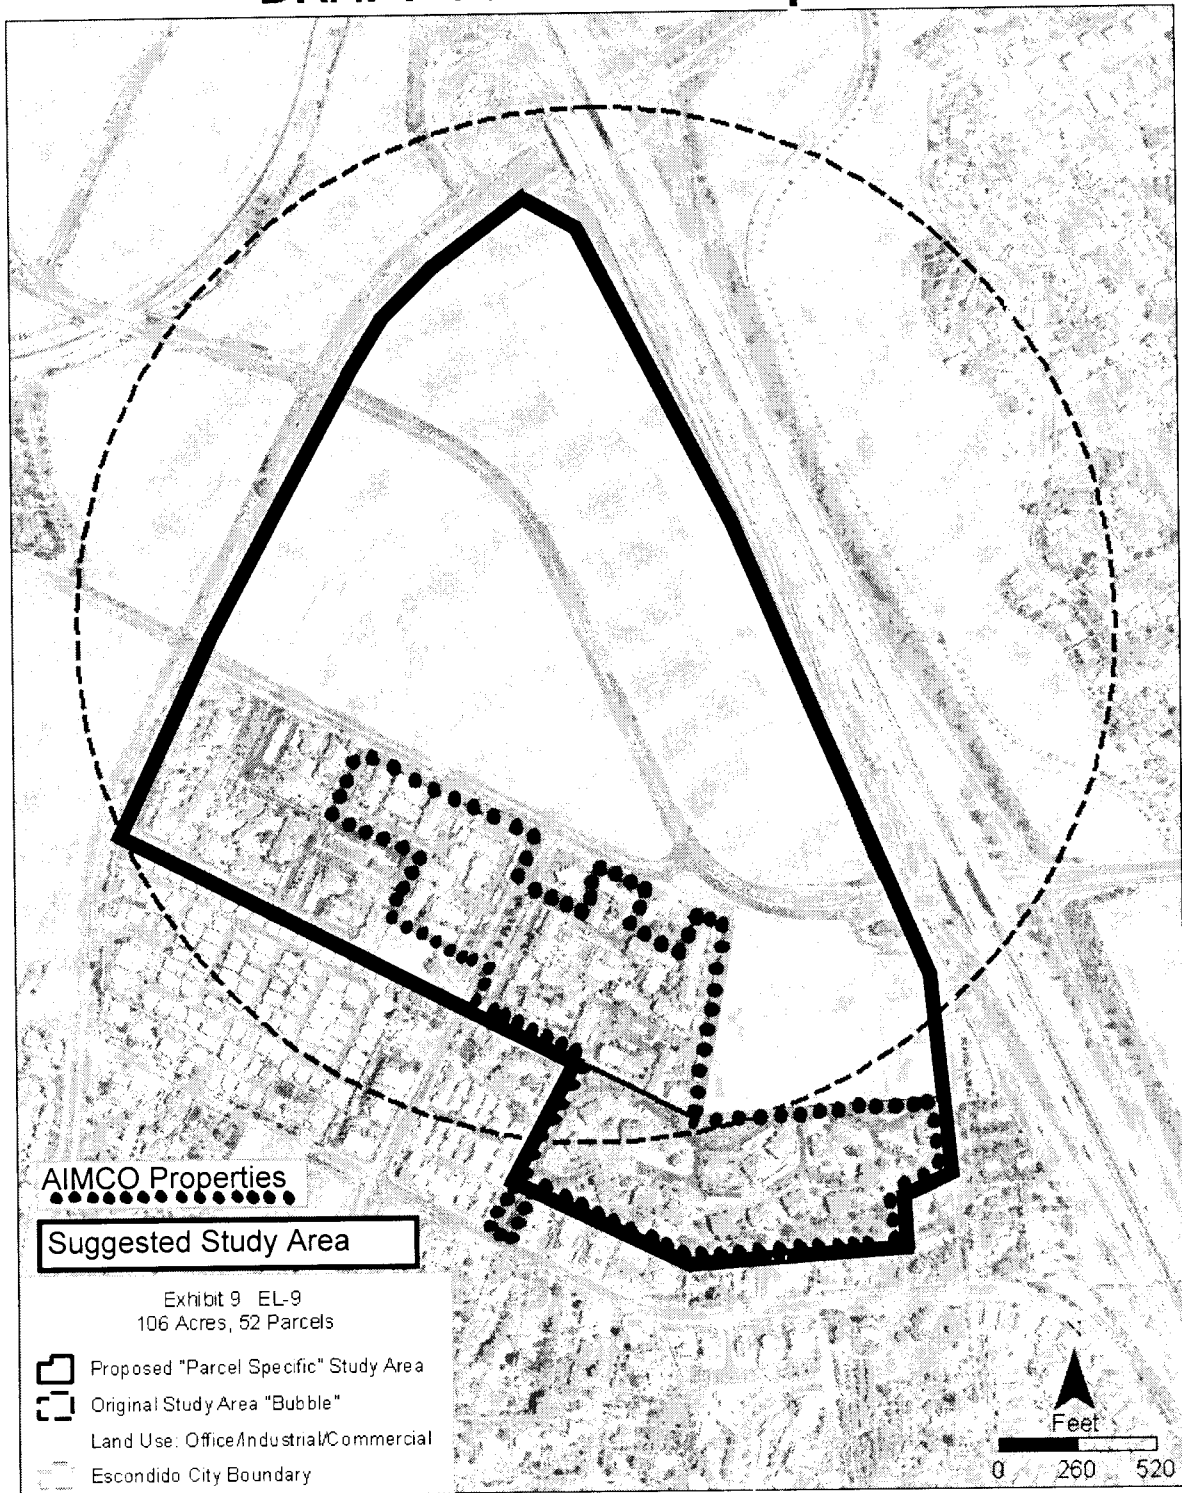 AIMCO Properties
Suggested Study Area
Exhibit 9 EL-9
106 Acres, 52 Parcels
Proposed "Parcel Specific" Study Area
Original Study Area "Bubble"
Land Use: Office/Industrial/Commercial
Escondido City Boundary
Feet
0 260 520